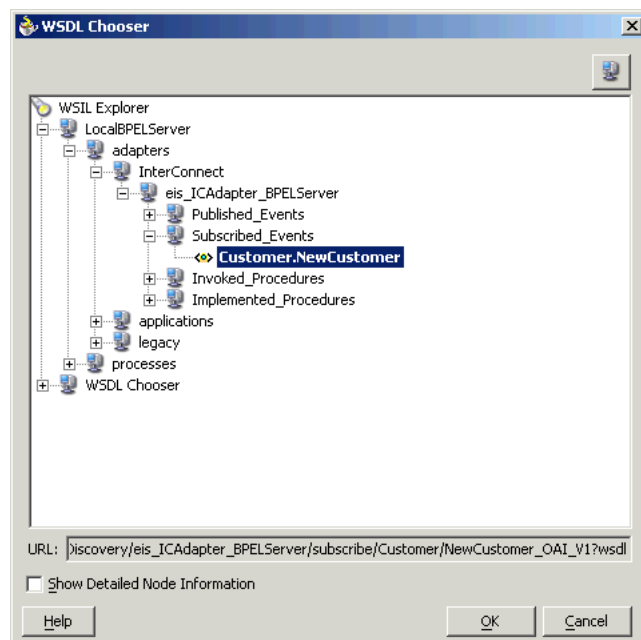 WSDL Chooser
WSIL Explorer
LocalBPELServer
adapters
InterConnect
eis_ICAdapter_BPELServer
Published_Events
Subscribed_Events
Customer.NewCustomer
Invoked_Procedures
Implemented_Procedures
applications
legacy
processes
WSDL Chooser
URL: Discovery/eis_ICAdapter_BPELServer/subscribe/Customer/NewCustomer_OAI_V1?wsdl
Show Detailed Node Information
Help OK Cancel